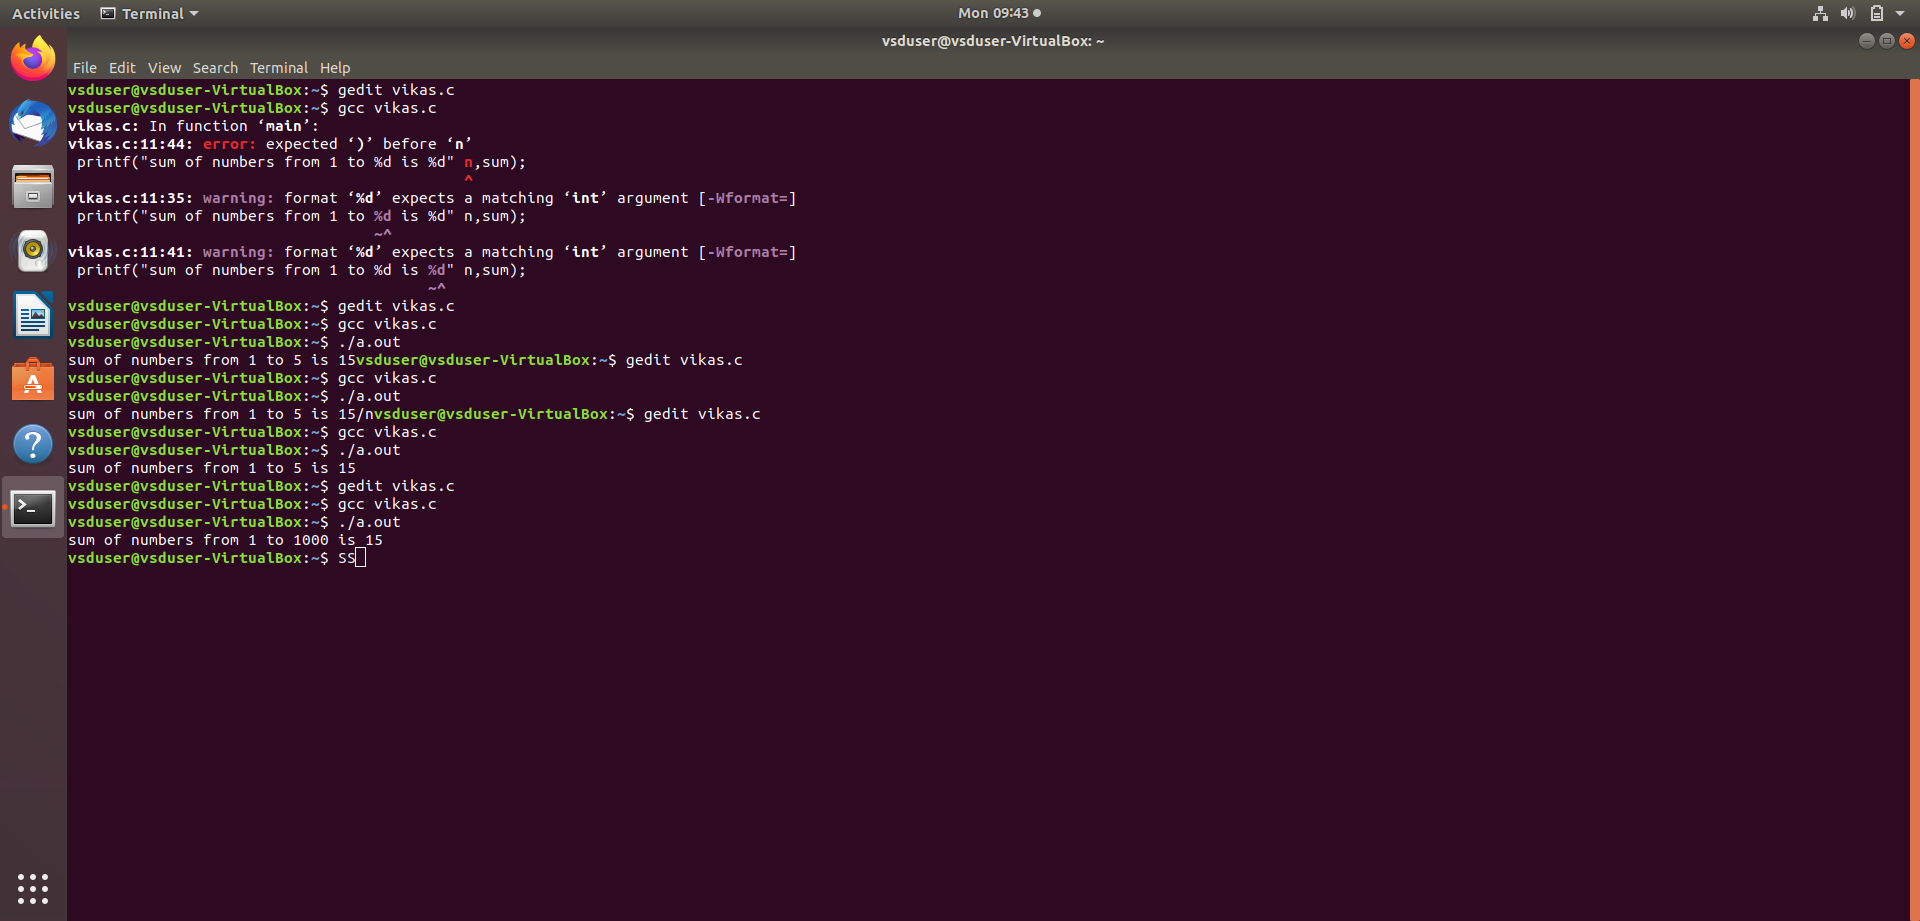 Activities Terminal Mon 09:43
vsduser@vsduser-VirtualBox: ~
File Edit View Search Terminal Help
vsduser@vsduser-VirtualBox:~$ gedit vikas.c
vsduser@vsduser-VirtualBox:~$ gcc vikas.c
vikas.c: In function ‘main’:
vikas.c:11:44: error: expected ‘)’ before ‘n’
 printf("sum of numbers from 1 to %d is %d" n,sum);
                                            ^
vikas.c:11:35: warning: format ‘%d’ expects a matching ‘int’ argument [-Wformat=]
 printf("sum of numbers from 1 to %d is %d" n,sum);
                                  ~^
vikas.c:11:41: warning: format ‘%d’ expects a matching ‘int’ argument [-Wformat=]
 printf("sum of numbers from 1 to %d is %d" n,sum);
                                        ~^
vsduser@vsduser-VirtualBox:~$ gedit vikas.c
vsduser@vsduser-VirtualBox:~$ gcc vikas.c
vsduser@vsduser-VirtualBox:~$ ./a.out
sum of numbers from 1 to 5 is 15vsduser@vsduser-VirtualBox:~$ gedit vikas.c
vsduser@vsduser-VirtualBox:~$ gcc vikas.c
vsduser@vsduser-VirtualBox:~$ ./a.out
sum of numbers from 1 to 5 is 15/nvsduser@vsduser-VirtualBox:~$ gedit vikas.c
vsduser@vsduser-VirtualBox:~$ gcc vikas.c
vsduser@vsduser-VirtualBox:~$ ./a.out
sum of numbers from 1 to 5 is 15
vsduser@vsduser-VirtualBox:~$ gedit vikas.c
vsduser@vsduser-VirtualBox:~$ gcc vikas.c
vsduser@vsduser-VirtualBox:~$ ./a.out
sum of numbers from 1 to 1000 is 15
vsduser@vsduser-VirtualBox:~$ SS